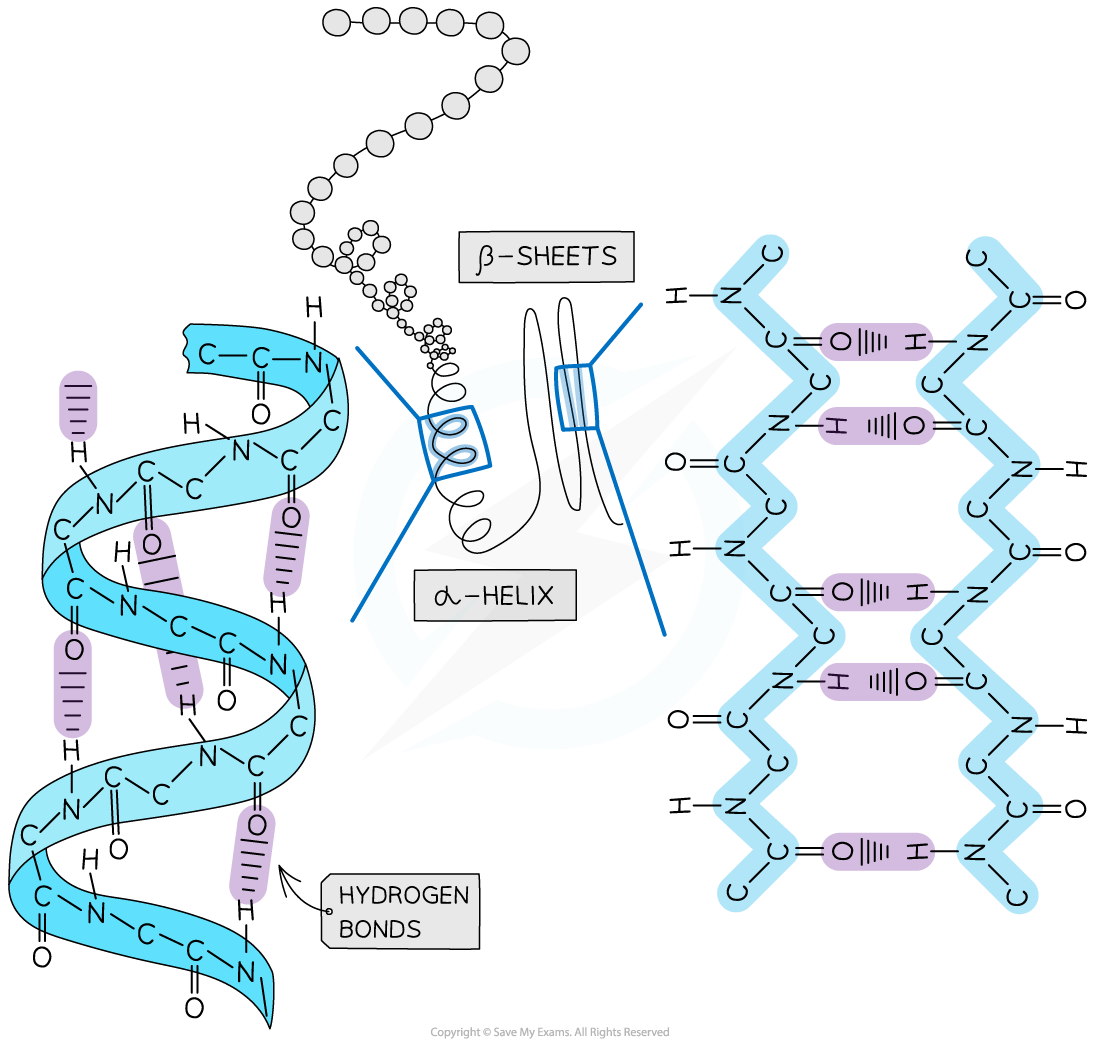 β-SHEETS
α-HELIX
HYDROGEN
BONDS
H
C C N
O
C
H N C
H C C
N O
C O
H
C N H
O C C N
O
H C
N C
H C C
N O
C O
H
C N H
O C C N
O
C C
H N C O
C O H N
C C
N H O C
O C N H
C C
H N C O
C O H N
C C
N H O C
O C N H
C C
H N C O
C O H N
C C
Copyright © Save My Exams. All Rights Reserved